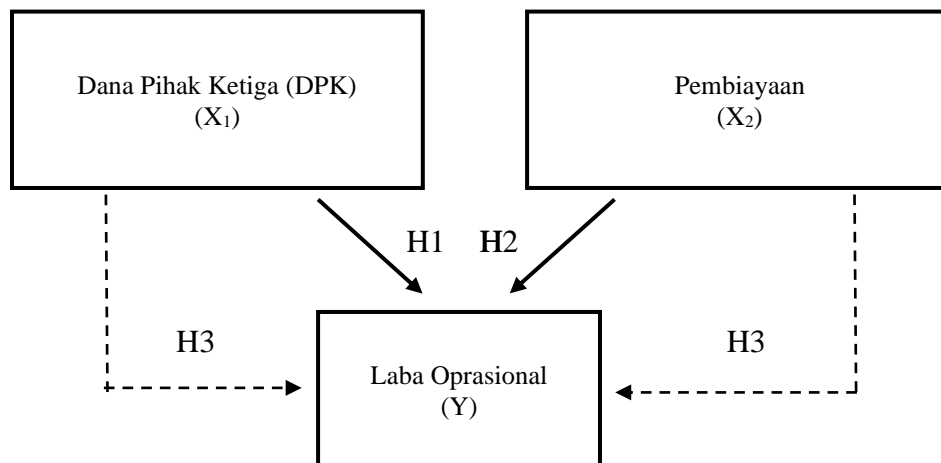 Dana Pihak Ketiga (DPK)
(X₁)
Pembiayaan
(X₂)
H1
H2
H3
H3
Laba Oprasional
(Y)